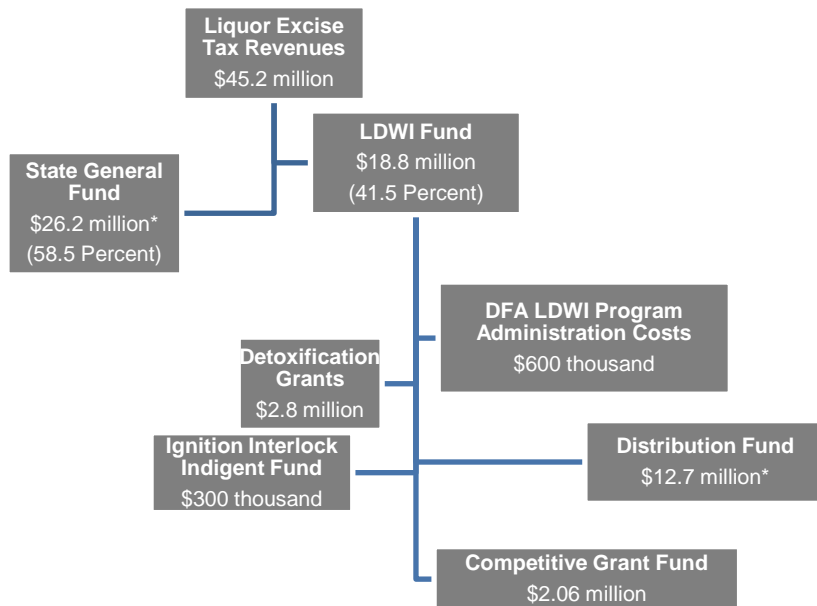 Liquor Excise
Tax Revenues
$45.2 million
LDWI Fund
$18.8 million
(41.5 Percent)
State General
Fund
$26.2 million*
(58.5 Percent)
DFA LDWI Program
Administration Costs
$600 thousand
Detoxification
Grants
$2.8 million
Ignition Interlock
Indigent Fund
$300 thousand
Distribution Fund
$12.7 million*
Competitive Grant Fund
$2.06 million